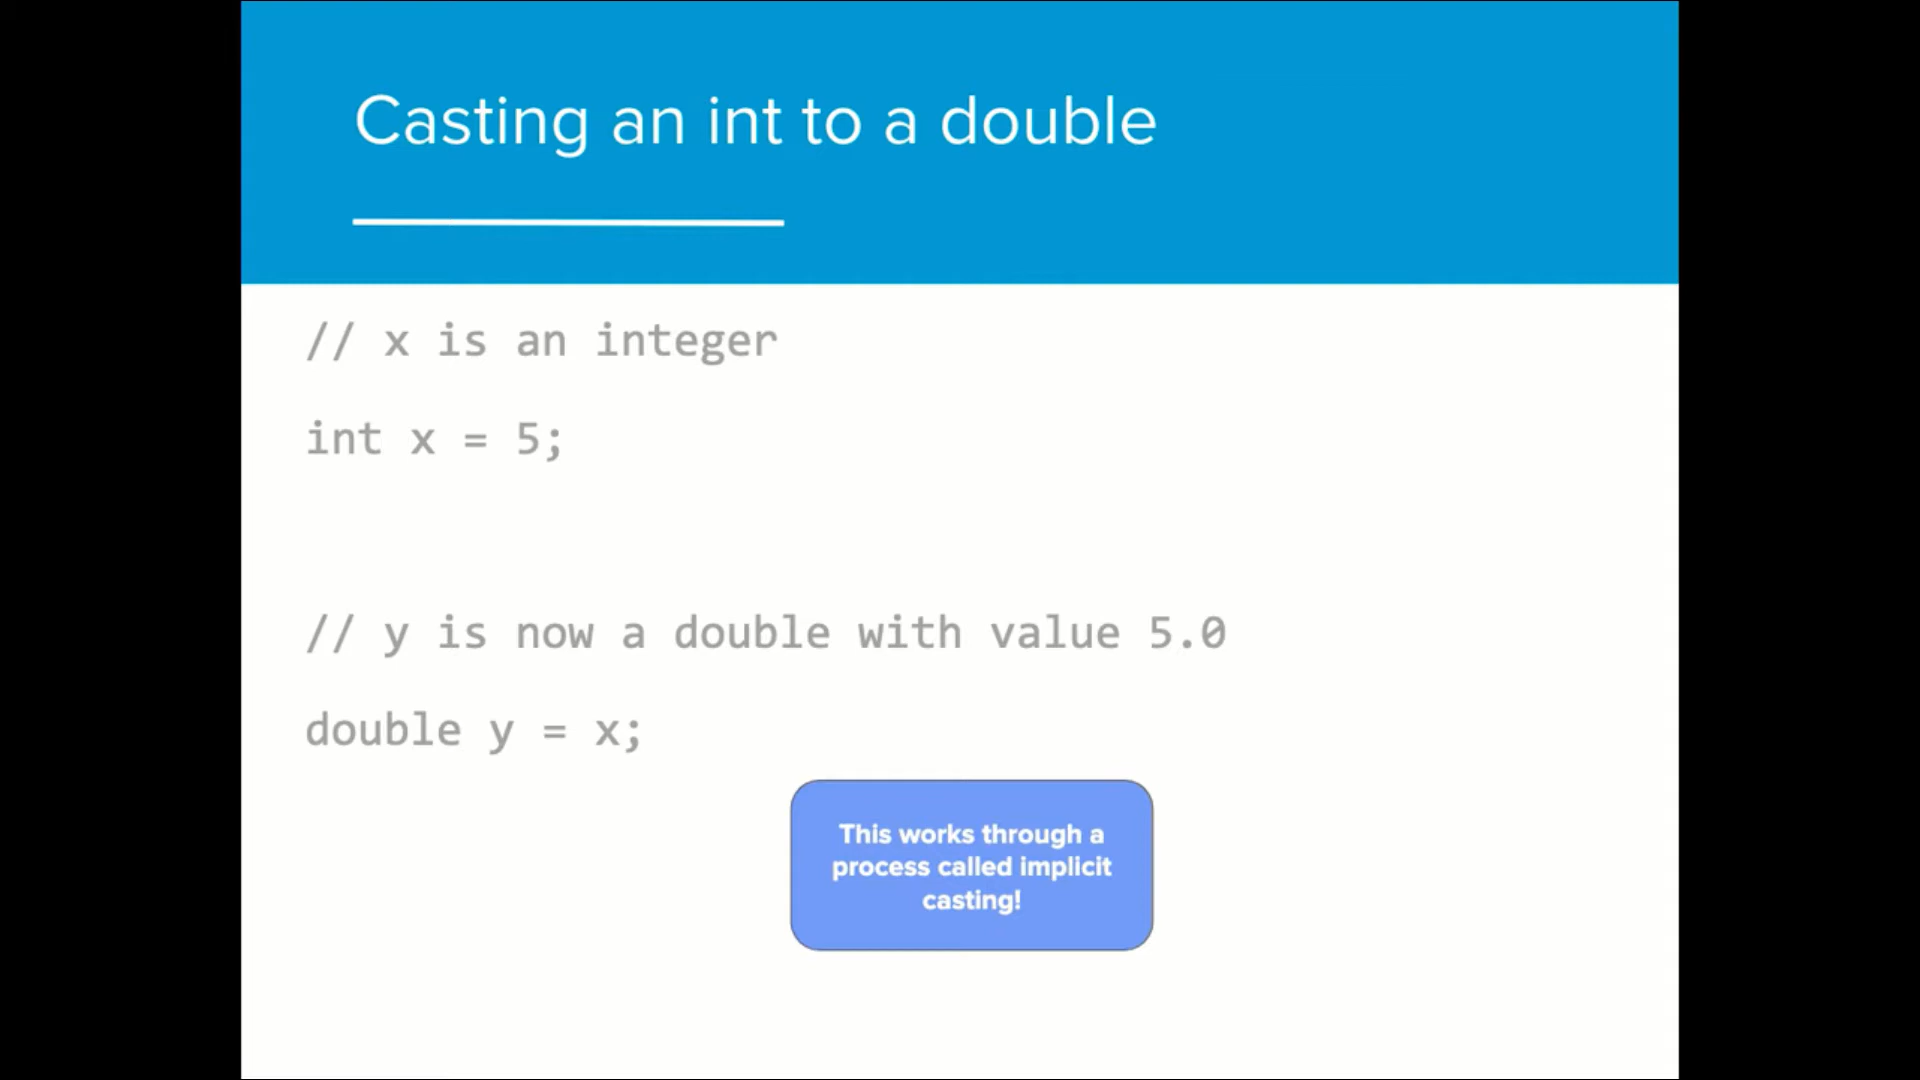 Casting an int to a double
// x is an integer
int x = 5;
// y is now a double with value 5.0
double y = x;
This works through a
process called implicit
casting!